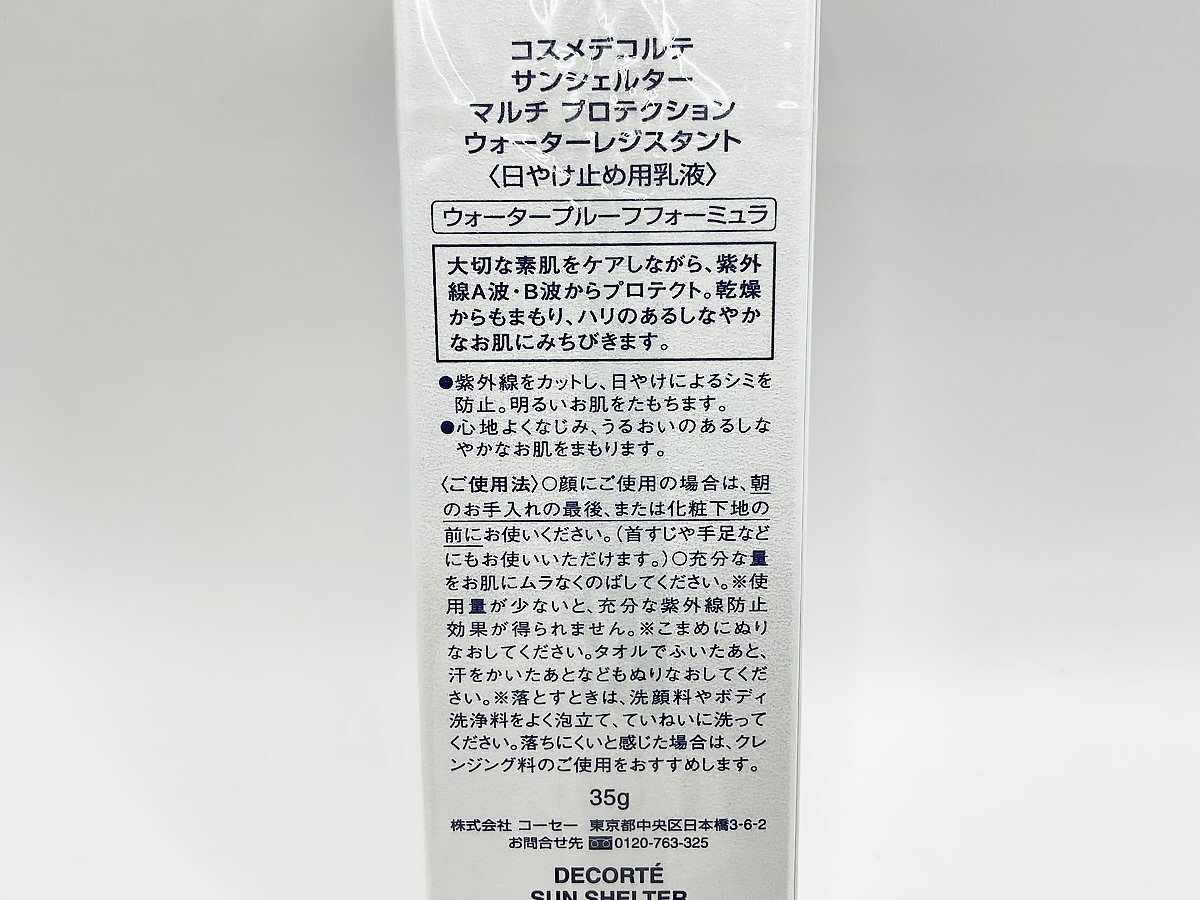 コスメデコルテ
サンシェルター
マルチ プロテクション
ウォーターレジスタント
〈日やけ止め用乳液〉
ウォータープルーフフォーミュラ
大切な素肌をケアしながら、紫外
線A波・B波からプロテクト。乾燥
からもまもり、ハリのあるしなやか
なお肌にみちびきます。
●紫外線をカットし、日やけによるシミを
防止。明るいお肌をたもちます。
●心地よくなじみ、うるおいのあるしな
やかなお肌をまもります。
〈ご使用法〉○顔にご使用の場合は、朝
のお手入れの最後、または化粧下地の
前にお使いください。（首すじや手足など
にもお使いいただけます。）○充分な量
をお肌にムラなくのばしてください。※使
用量が少ないと、充分な紫外線防止
効果が得られません。※こまめにぬり
なおしてください。タオルでふいたあと、
汗をかいたあとなどもぬりなおしてくだ
さい。※落とすときは、洗顔料やボディ
洗浄料をよく泡立て、ていねいに洗って
ください。落ちにくいと感じた場合は、クレ
ンジング料のご使用をおすすめします。
35g
株式会社 コーセー 東京都中央区日本橋3-6-2
お問合せ先 0120-763-325
DECORTÉ
SUN SHELTER